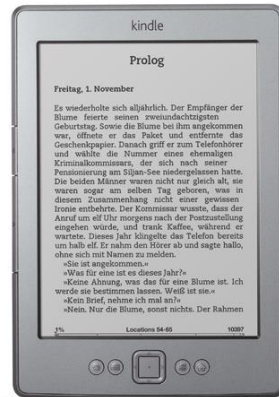 kindle
Prolog
Freitag, 1. November
Es wiederholte sich alljährlich. Der Empfänger der
Blume feierte seinen zweiundachtzigsten
Geburtstag. Sowie die Blume bei ihm angekommen
war, öffnete er das Paket und entfernte das
Geschenkpapier. Danach griff er zum Telefonhörer
und wählte die Nummer eines ehemaligen
Kriminalkommissars, der sich nach seiner
Pensionierung am Siljan-See niedergelassen hatte.
Die beiden Männer waren nicht nur gleich alt, sie
waren sogar am selben Tag geboren, was in
diesem Zusammenhang nicht einer gewissen
Ironie entbehrte. Der Kommissar wusste, dass der
Anruf um elf Uhr morgens nach der Postzustellung
eingehen würde, und trank Kaffee, während er
wartete. Dieses Jahr klingelte das Telefon bereits
um halb elf. Er nahm den Hörer ab und sagte hallo,
ohne sich mit Namen zu melden.
»Sie ist angekommen.«
»Was für eine ist es dieses Jahr?«
»Keine Ahnung, was das für eine Blume ist. Ich
werde sie bestimmen lassen. Weiß ist sie.«
»Kein Brief, nehme ich mal an?«
»Nein. Nur die Blume, sonst nichts. Der Rahmen
1% Locations 54-65 10397